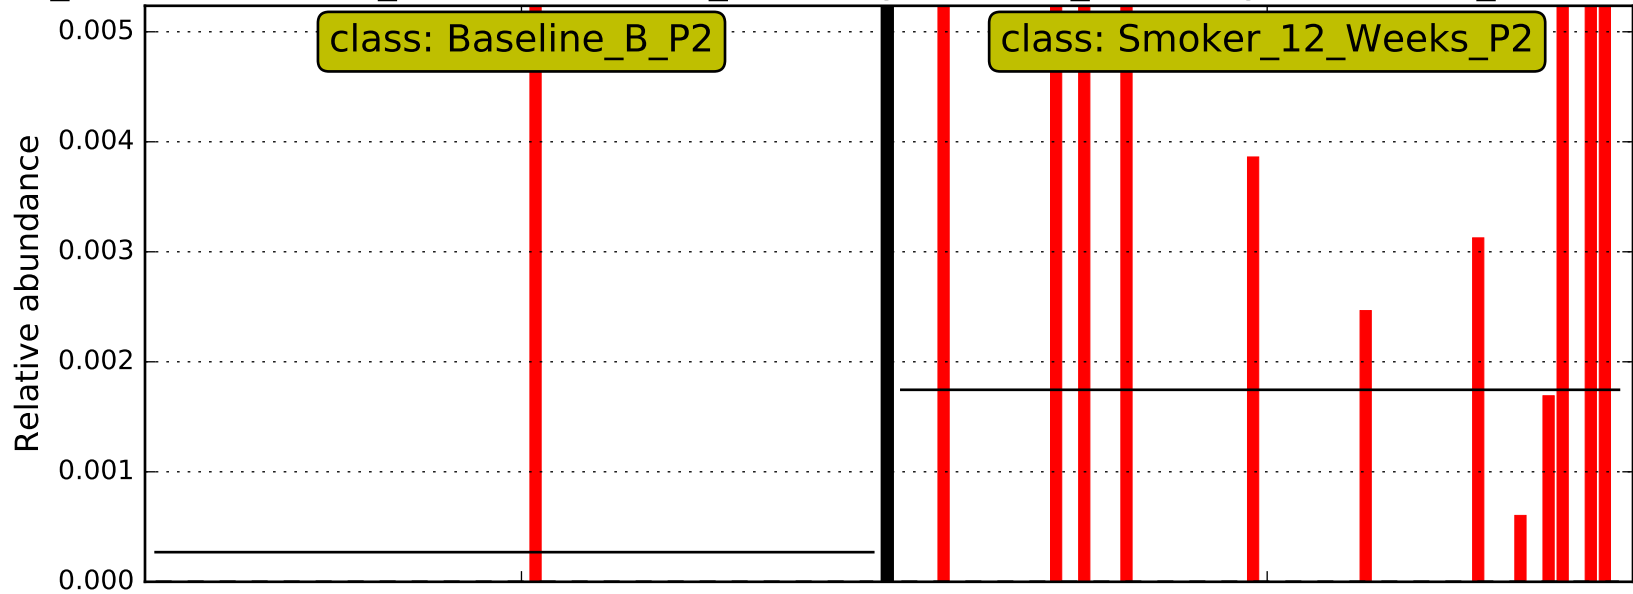 class: Baseline_B_P2
class: Smoker_12_Weeks_P2
Relative abundance
0.005
0.004
0.003
0.002
0.001
0.000